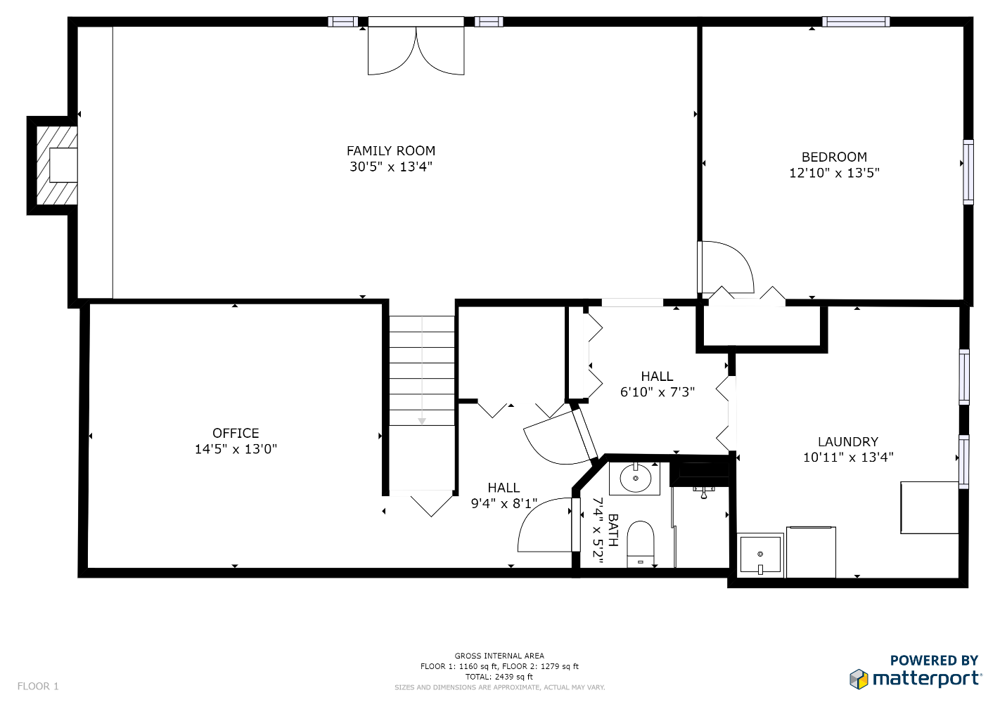 FAMILY ROOM
30'5" x 13'4"
BEDROOM
12'10" x 13'5"
HALL
6'10" x 7'3"
OFFICE
14'5" x 13'0"
LAUNDRY
10'11" x 13'4"
HALL
9'4" x 8'1"
BATH
7'4" x 5'2"
GROSS INTERNAL AREA
FLOOR 1: 1160 sq ft, FLOOR 2: 1279 sq ft
TOTAL: 2439 sq ft
SIZES AND DIMENSIONS ARE APPROXIMATE, ACTUAL MAY VARY.
FLOOR 1
POWERED BY
matterport®